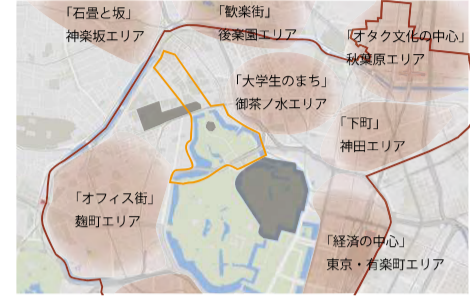 「石畳と坂」
神楽坂エリア
「歓楽街」
後楽園エリア
「オタク文化の中心」
秋葉原エリア
「大学生のまち」
御茶ノ水エリア
「下町」
神田エリア
「オフィス街」
麹町エリア
「経済の中心」
東京・有楽町エリア